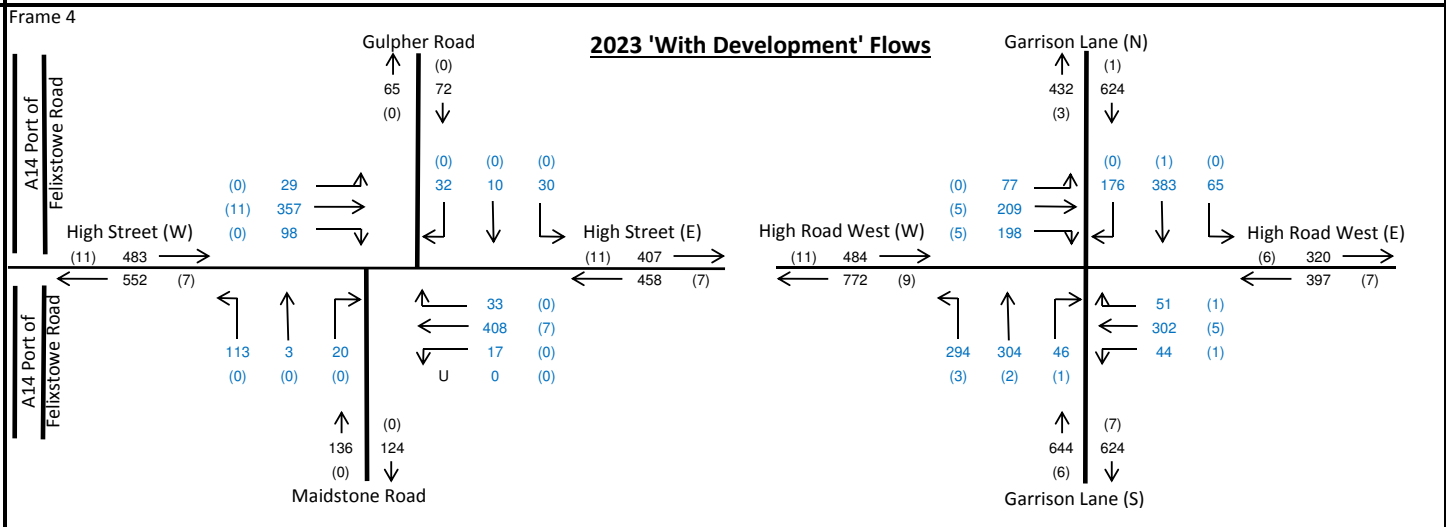 Frame 4
2023 'With Development' Flows
A14 Port of
Felixstowe Road
Gulpher Road
(0)
65 72
(0)
(0) (0) (0)
32 10 30
(0) 29
(11) 357
(0) 98
High Street (W)
(11) 483
552 (7)
High Street (E)
(11) 407
458 (7)
33 (0)
408 (7)
17 (0)
U 0 (0)
113 3 20
(0) (0) (0)
(0)
136 124
(0)
Maidstone Road
A14 Port of
Felixstowe Road
Garrison Lane (N)
(1)
432 624
(3)
(0) (1) (0)
176 383 65
(0) 77
(5) 209
(5) 198
High Road West (W)
(11) 484
772 (9)
High Road West (E)
(6) 320
397 (7)
51 (1)
302 (5)
44 (1)
294 304 46
(3) (2) (1)
(7)
644 624
(6)
Garrison Lane (S)